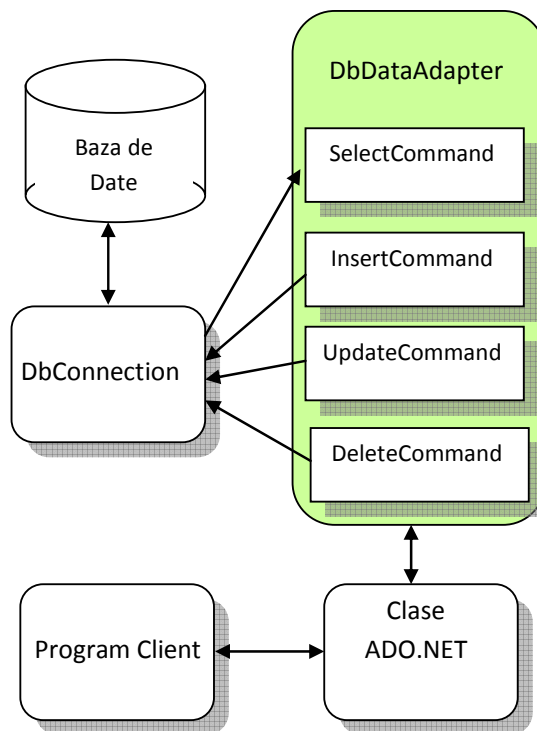 DbDataAdapter
Baza de
Date
SelectCommand
InsertCommand
UpdateCommand
DbConnection
DeleteCommand
Program Client
Clase
ADO.NET